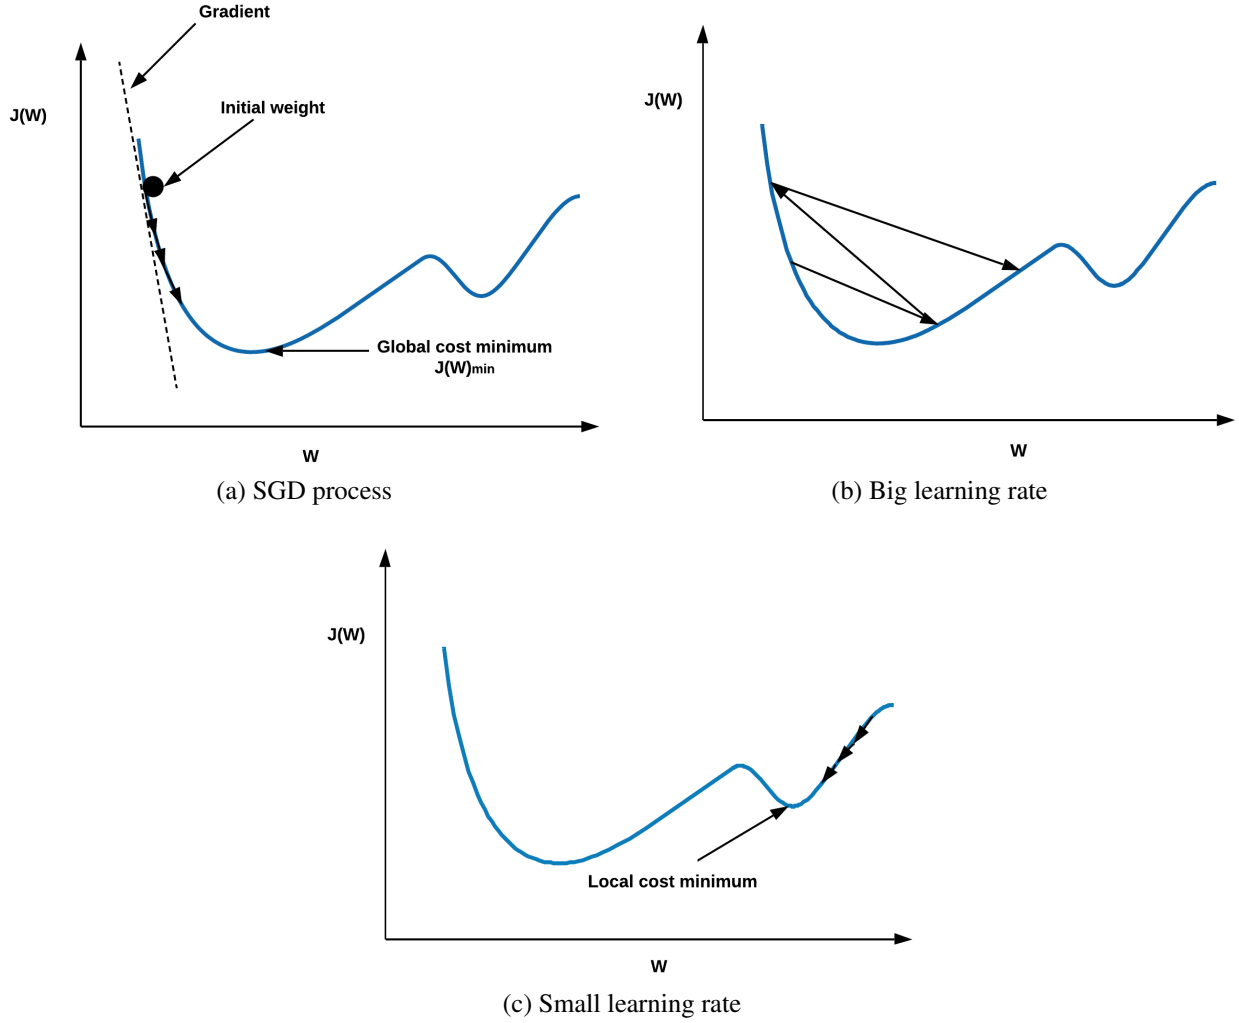 Gradient
Initial weight
J(W)
Global cost minimum
J(W)min
W
(a) SGD process
J(W)
W
(b) Big learning rate
J(W)
Local cost minimum
W
(c) Small learning rate